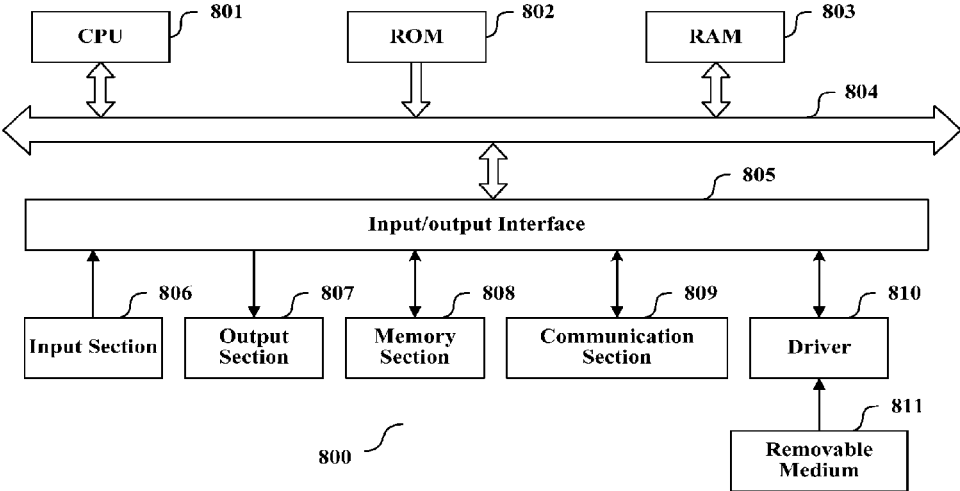 801
802
803
CPU
ROM
RAM
804
805
Input/output Interface
806
807
808
809
810
Input Section
Output
Section
Memory
Section
Communication
Section
Driver
811
800
Removable
Medium